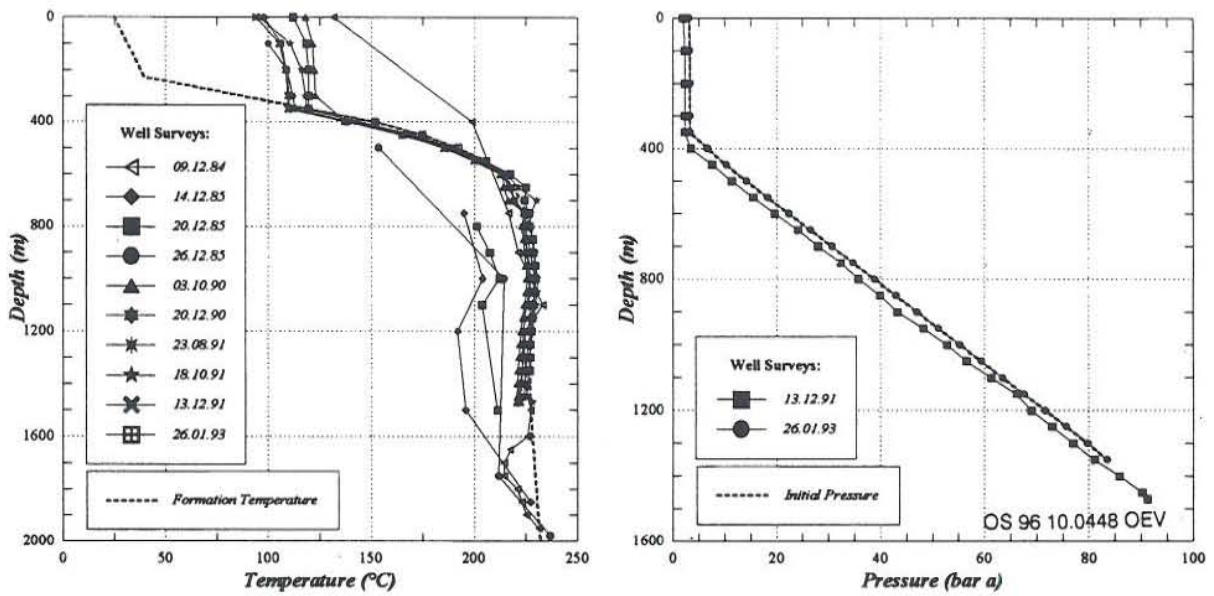 0
400
800
1200
1600
2000
Depth (m)
Well Surveys:
09.12.84
14.12.85
20.12.85
26.12.85
03.10.90
20.12.90
23.08.91
18.10.91
13.12.91
26.01.93
Formation Temperature
0 50 100 150 200 250
Temperature (°C)
0
400
800
1200
1600
Depth (m)
Well Surveys:
13.12.91
26.01.93
Initial Pressure
OS 96 10.0448 OEV
0 20 40 60 80 100
Pressure (bar a)